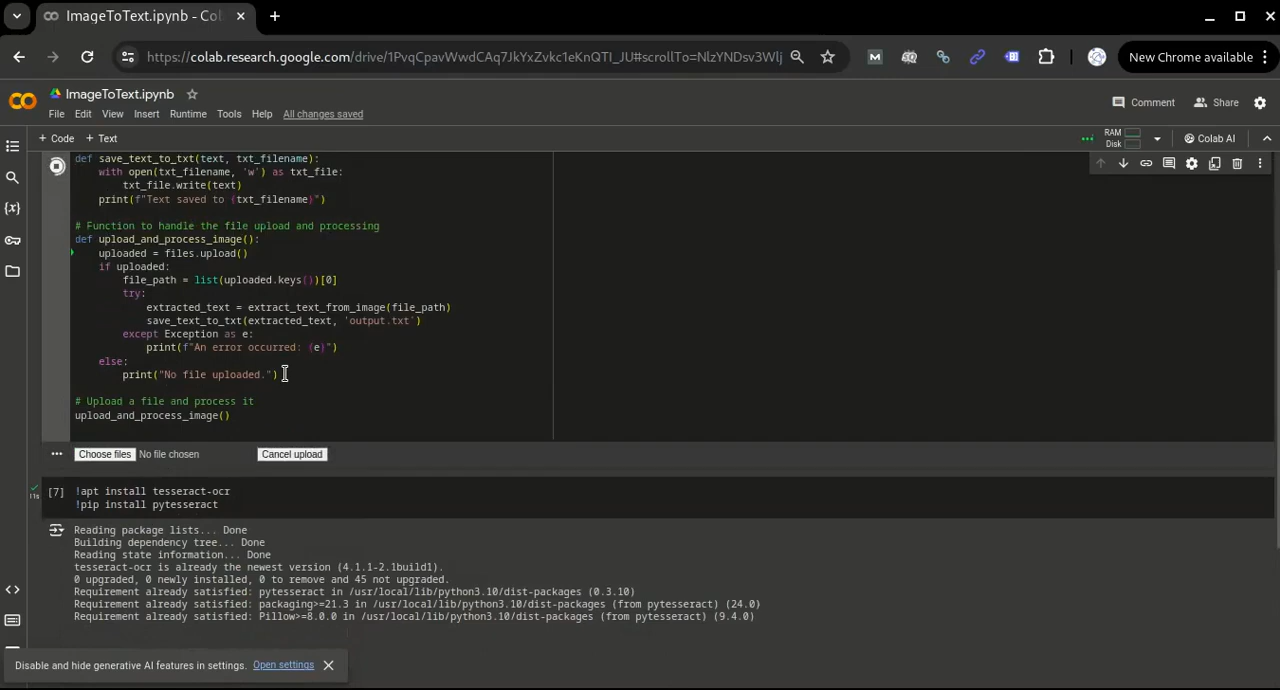 ImageToText.ipynb - Col
https://colab.research.google.com/drive/1PvqCpavWwdCAq7JkYxZvkc1eKnQTI_JU#scrollTo=NlzYNDsv3Wlj
New Chrome available
ImageToText.ipynb
File Edit View Insert Runtime Tools Help All changes saved
Comment Share
+ Code + Text
RAM
Disk
Colab AI
def save_text_to_txt(text, txt_filename):
    with open(txt_filename, 'w') as txt_file:
        txt_file.write(text)
    print(f"Text saved to {txt_filename}")
# Function to handle the file upload and processing
def upload_and_process_image():
    uploaded = files.upload()
    if uploaded:
        file_path = list(uploaded.keys())[0]
        try:
            extracted_text = extract_text_from_image(file_path)
            save_text_to_txt(extracted_text, 'output.txt')
        except Exception as e:
            print(f"An error occurred: {e}")
    else:
        print("No file uploaded.")
# Upload a file and process it
upload_and_process_image()
Choose files No file chosen Cancel upload
[7] !apt install tesseract-ocr
!pip install pytesseract
11s
Reading package lists... Done
Building dependency tree... Done
Reading state information... Done
tesseract-ocr is already the newest version (4.1.1-2.1build1).
0 upgraded, 0 newly installed, 0 to remove and 45 not upgraded.
Requirement already satisfied: pytesseract in /usr/local/lib/python3.10/dist-packages (0.3.10)
Requirement already satisfied: packaging>=21.3 in /usr/local/lib/python3.10/dist-packages (from pytesseract) (24.0)
Requirement already satisfied: Pillow>=8.0.0 in /usr/local/lib/python3.10/dist-packages (from pytesseract) (9.4.0)
Disable and hide generative AI features in settings. Open settings